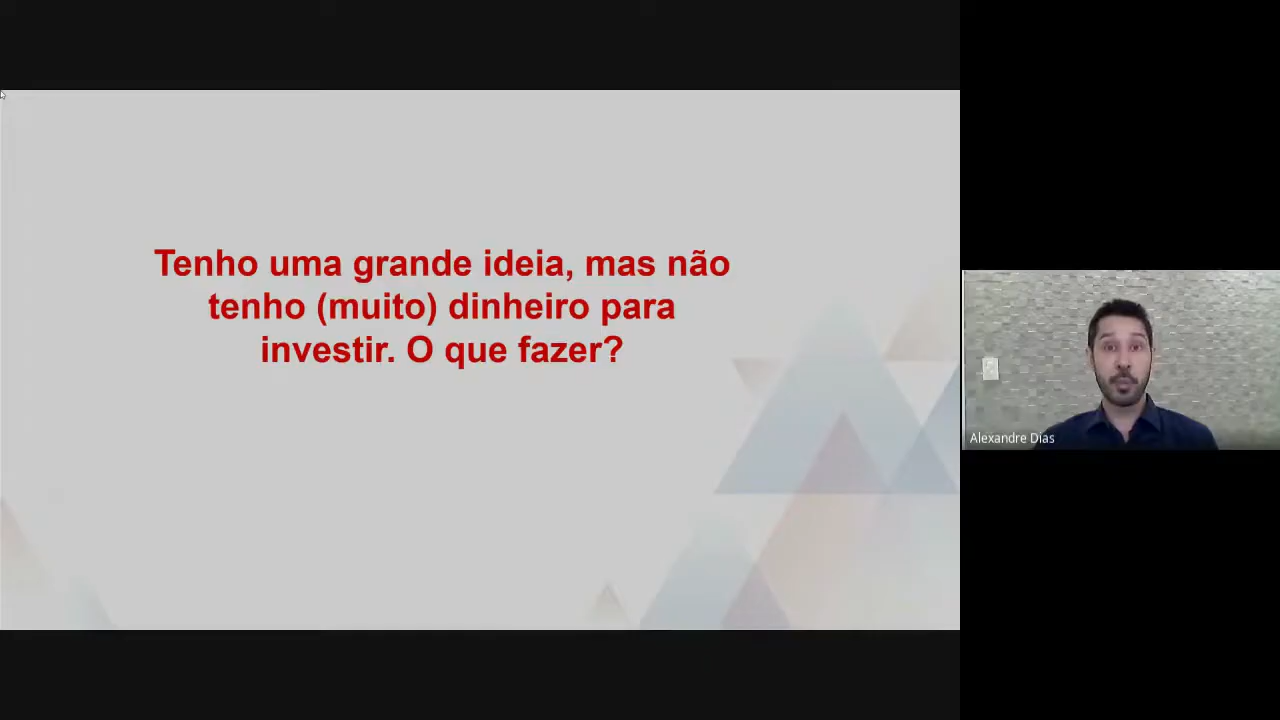 Tenho uma grande ideia, mas não
tenho (muito) dinheiro para
investir. O que fazer?
Alexandre Dias